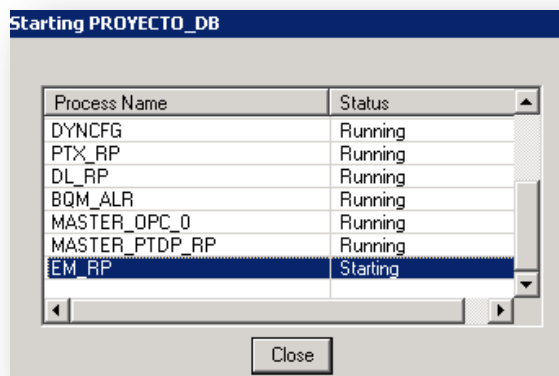 Starting PROYECTO_DB
Process Name Status
DYNCFG Running
PTX_RP Running
DL_RP Running
BQM_ALR Running
MASTER_OPC_0 Running
MASTER_PTDP_RP Running
EM_RP Starting
Close